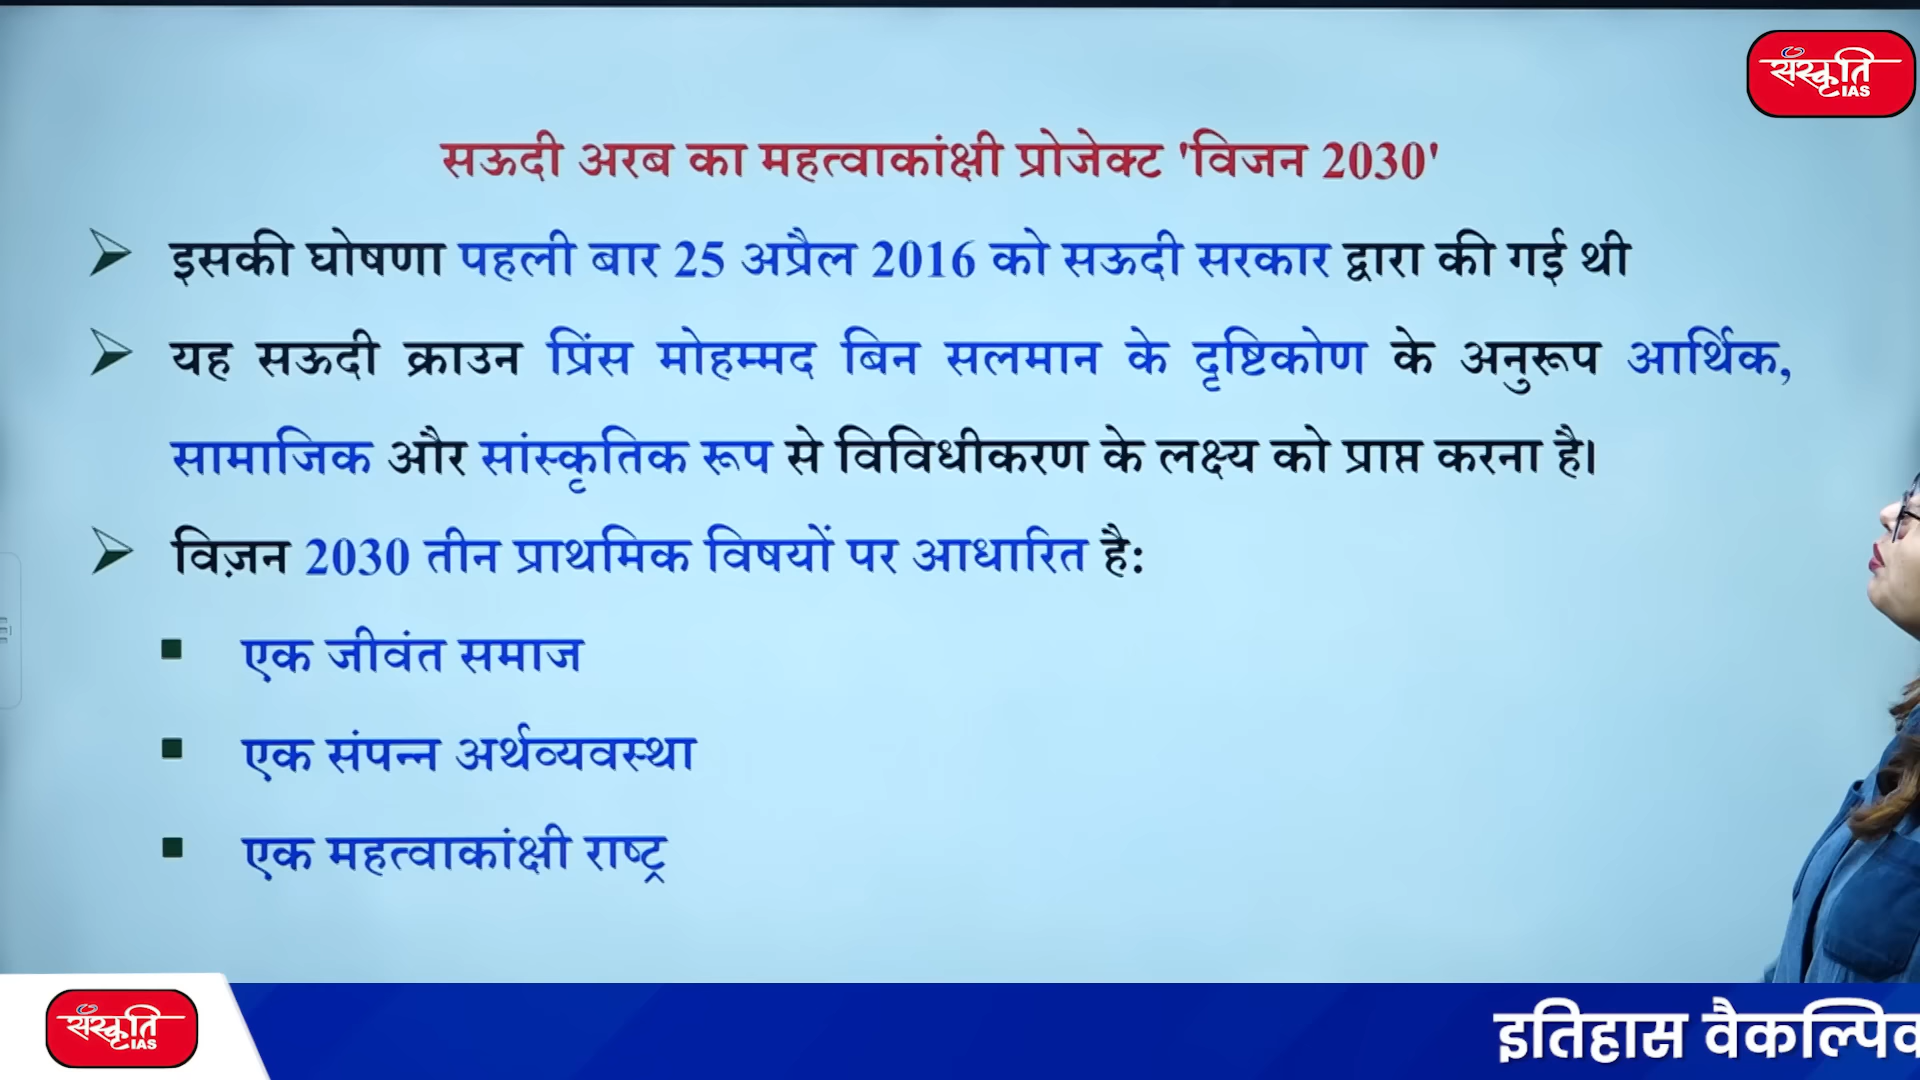 संस्कृति
IAS
सऊदी अरब का महत्वाकांक्षी प्रोजेक्ट 'विजन 2030'
इसकी घोषणा पहली बार 25 अप्रैल 2016 को सऊदी सरकार द्वारा की गई थी
यह सऊदी क्राउन प्रिंस मोहम्मद बिन सलमान के दृष्टिकोण के अनुरूप आर्थिक,
सामाजिक और सांस्कृतिक रूप से विविधीकरण के लक्ष्य को प्राप्त करना है।
विज़न 2030 तीन प्राथमिक विषयों पर आधारित है:
एक जीवंत समाज
एक संपन्न अर्थव्यवस्था
एक महत्वाकांक्षी राष्ट्र
संस्कृति
IAS
इतिहास